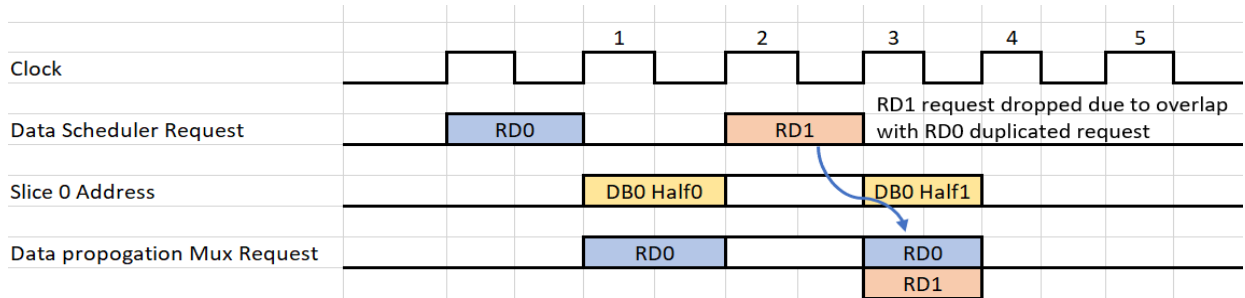 1 2 3 4 5
Clock
RD1 request dropped due to overlap
with RD0 duplicated request
Data Scheduler Request RD0 RD1
Slice 0 Address DB0 Half0 DB0 Half1
Data propogation Mux Request RD0 RD0
RD1